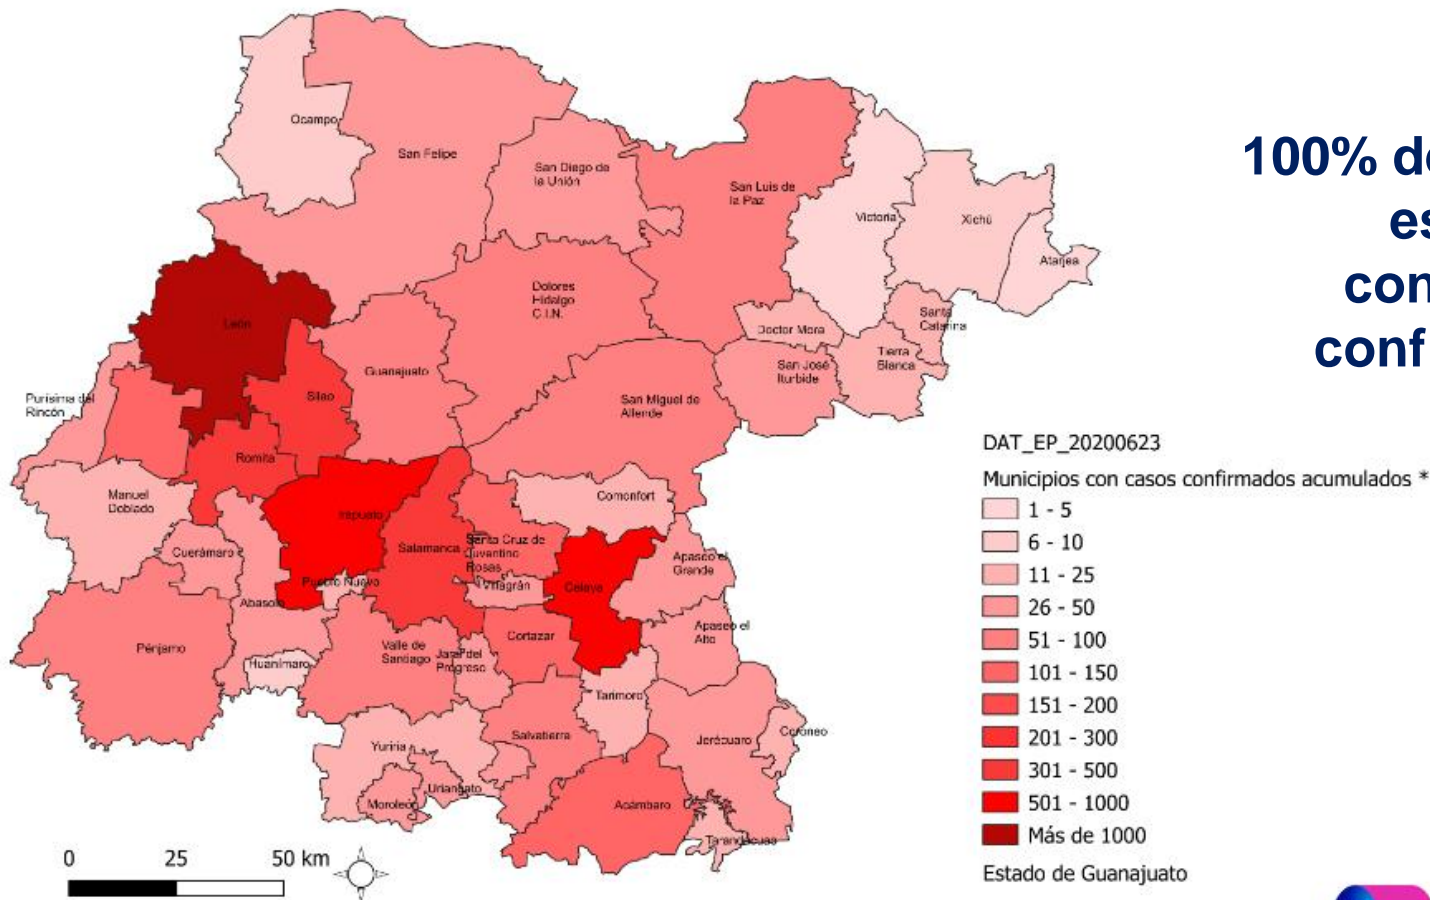 Ocampo
San Felipe
San Diego de
la Unión
San Luis de
la Paz
Victoria
Xichú
Atarjea
100% de
es
con
conf
León
Dolores
Hidalgo
C.I.N.
Doctor Mora
Santa
Catarina
Tierra
Blanca
San José
Iturbide
Guanajuato
Silao
San Miguel de
Allende
Purísima del
Rincón
Romita
Manuel
Doblado
Irapuato
Comonfort
Salamanca
Santa Cruz de
Juventino
Rosas
Cuerámaro
Pueblo Nuevo
Villagrán
Celaya
Apaseo el
Grande
Abasolo
Pénjamo
Huanímaro
Valle de
Santiago
Jaral del
Progreso
Cortazar
Apaseo el
Alto
Tarimoro
Yuriria
Salvatierra
Jerécuaro
Coroneo
Moroleón
Uriangato
Acámbaro
Tarandacuao
0 25 50 km
DAT_EP_20200623
Municipios con casos confirmados acumulados *
1 - 5
6 - 10
11 - 25
26 - 50
51 - 100
101 - 150
151 - 200
201 - 300
301 - 500
501 - 1000
Más de 1000
Estado de Guanajuato